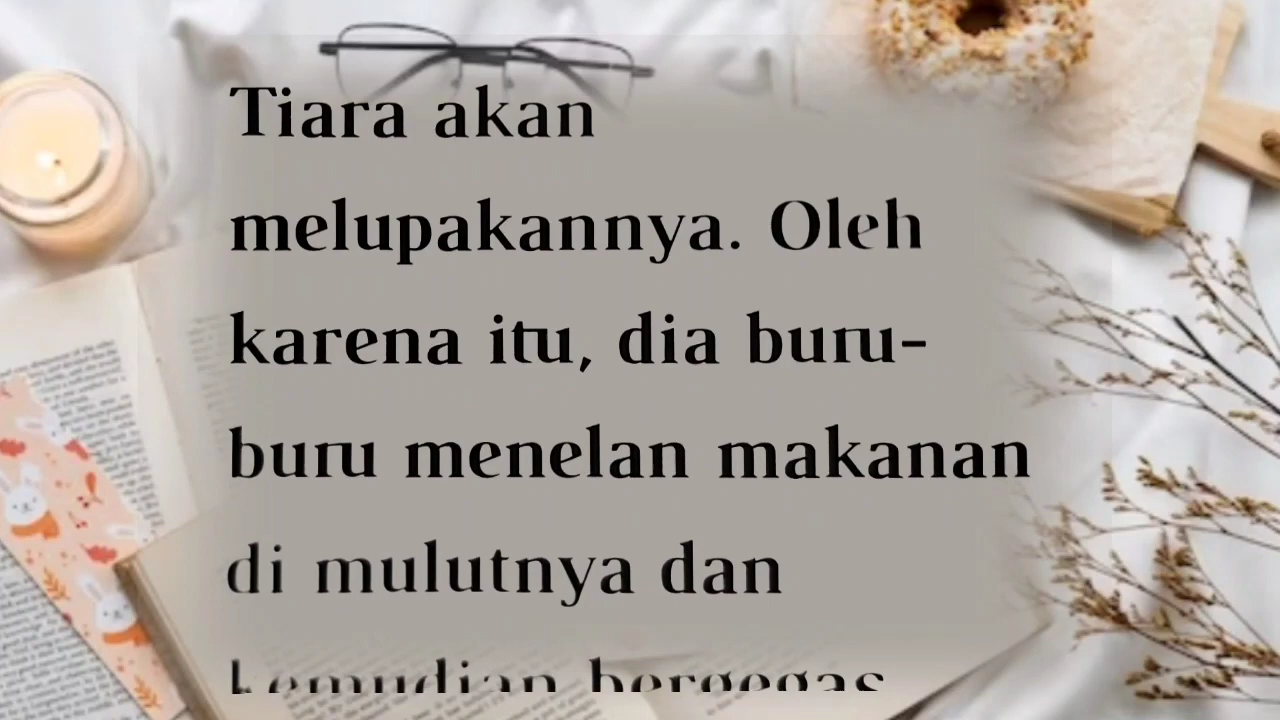 Tiara akan
melupakannya. Oleh
karena itu, dia buru-
buru menelan makanan
di mulutnya dan
kemudian bergegas